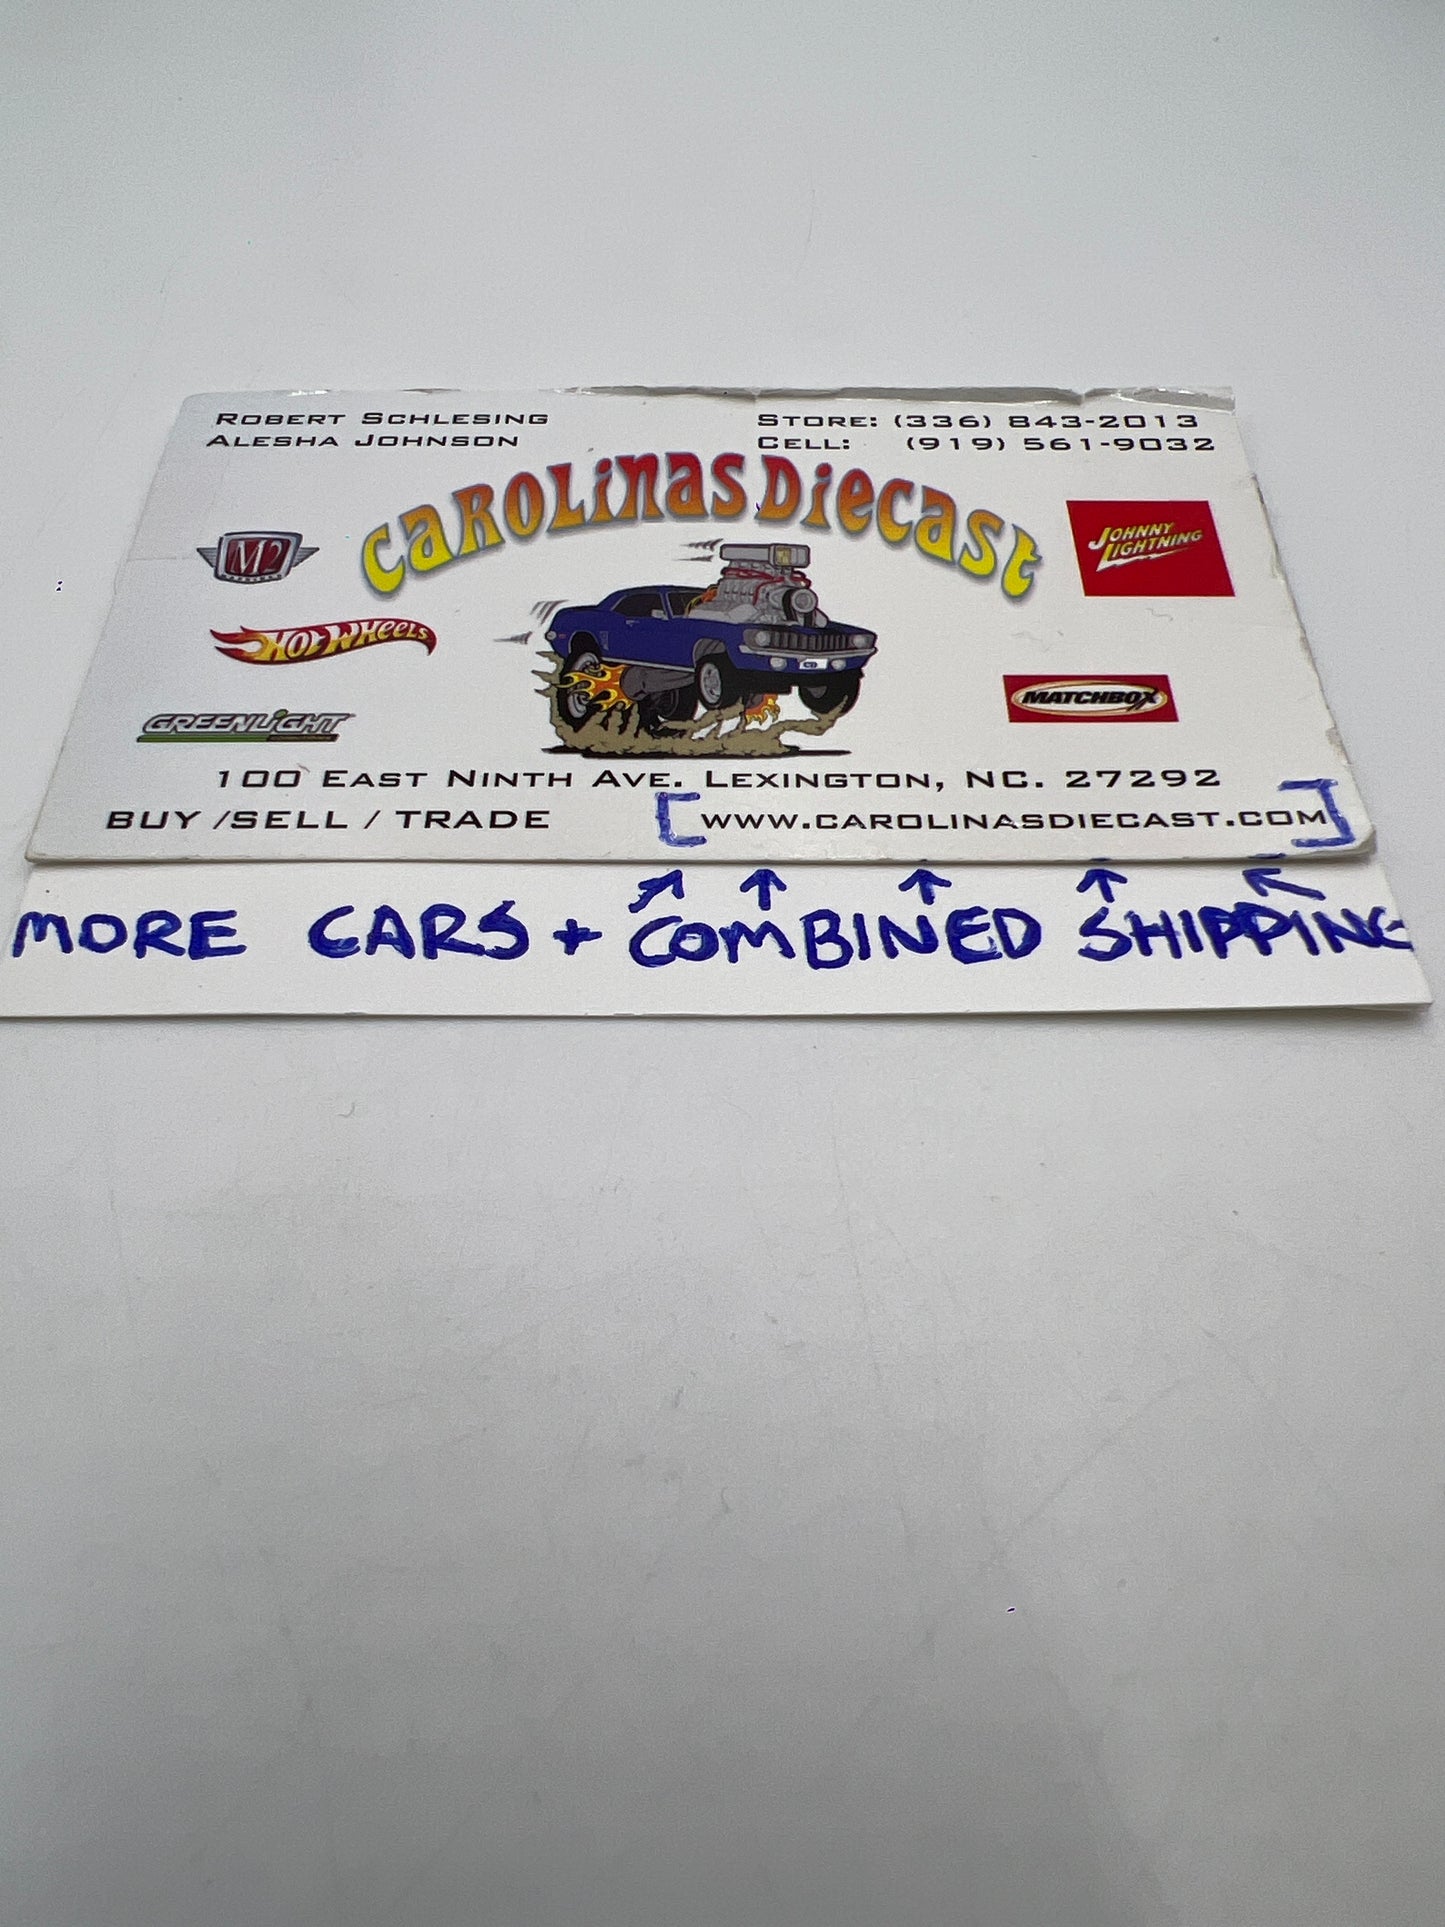 ROBERT SCHLESING
ALESHA JOHNSON
STORE: (336) 843-2013
CELL: (919) 561-9032
CAROLINAS DIECAST
M2
JOHNNY
LIGHTNING
HOT WHEELS
MATCHBOX
GREENLIGHT
100 EAST NINTH AVE. LEXINGTON, NC. 27292
BUY /SELL / TRADE [WWW.CAROLINASDIECAST.COM]
MORE CARS + COMBINED SHIPPING